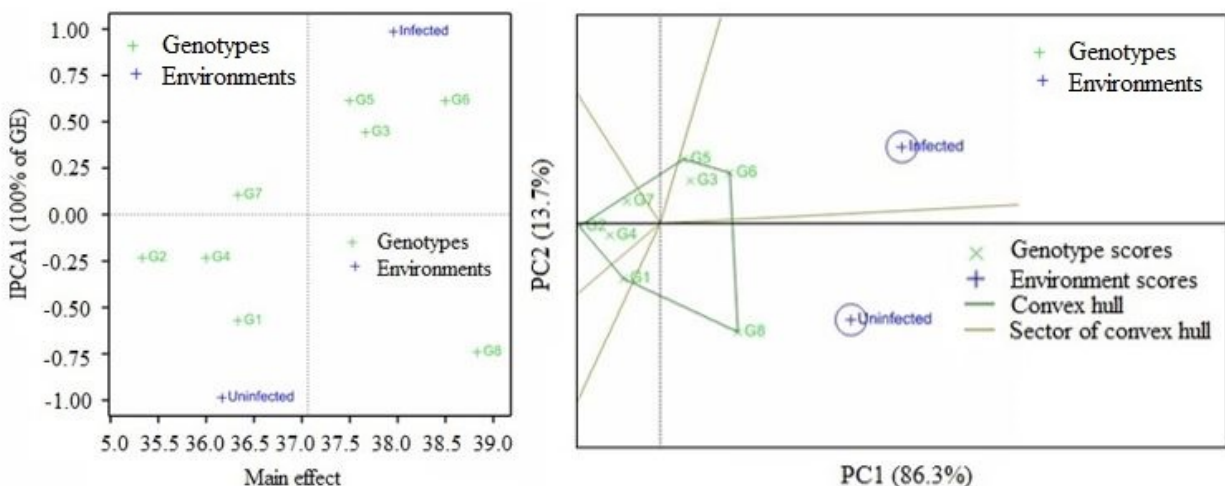 1.00
0.75
0.50
0.25
0.00
-0.25
-0.50
-0.75
-1.00
IPCA1 (100% of GE)
Genotypes
Environments
Infected
G5
G6
G3
G7
G2
G4
G1
G8
Uninfected
Genotypes
Environments
5.0 35.5 36.0 36.5 37.0 37.5 38.0 38.5 39.0
Main effect
PC2 (13.7%)
Genotypes
Environments
Infected
G5
G6
G3
G7
G2
G4
G1
G8
Uninfected
Genotype scores
Environment scores
Convex hull
Sector of convex hull
PC1 (86.3%)